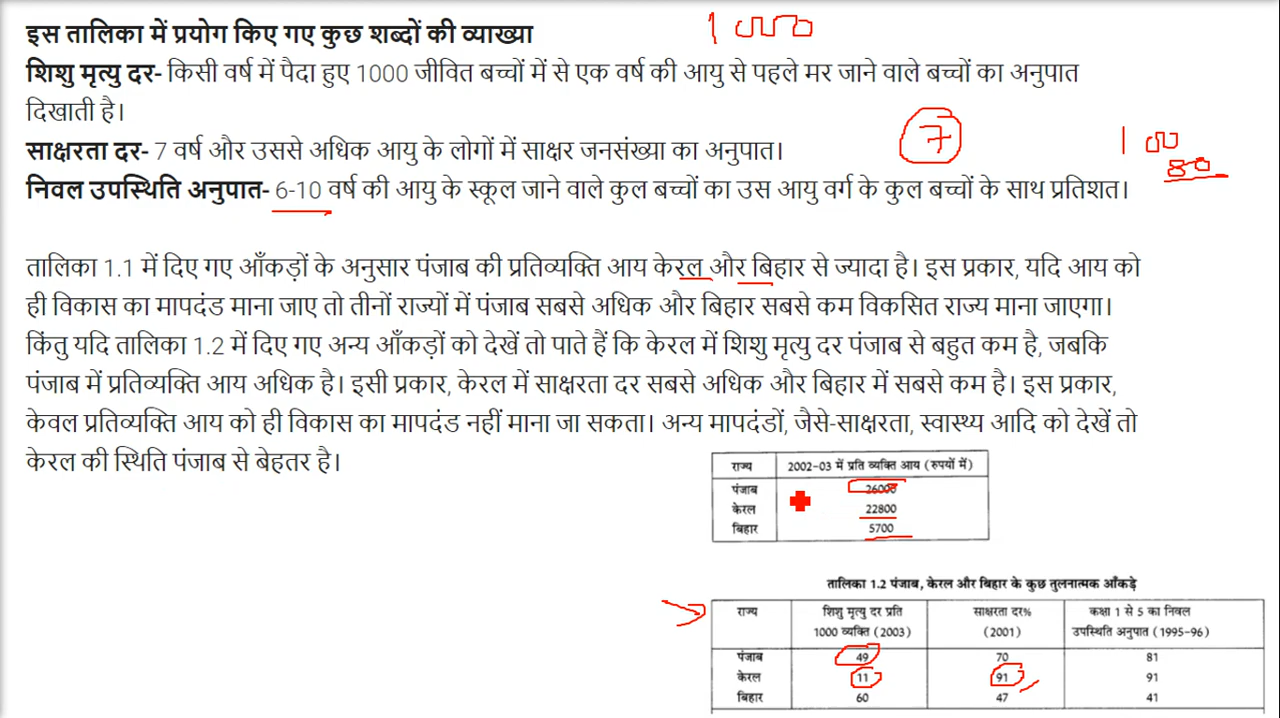 इस तालिका में प्रयोग किए गए कुछ शब्दों की व्याख्या
1000
शिशु मृत्यु दर- किसी वर्ष में पैदा हुए 1000 जीवित बच्चों में से एक वर्ष की आयु से पहले मर जाने वाले बच्चों का अनुपात
दिखाती है।
7
100
80
साक्षरता दर- 7 वर्ष और उससे अधिक आयु के लोगों में साक्षर जनसंख्या का अनुपात।
निवल उपस्थिति अनुपात- 6-10 वर्ष की आयु के स्कूल जाने वाले कुल बच्चों का उस आयु वर्ग के कुल बच्चों के साथ प्रतिशत।
तालिका 1.1 में दिए गए आँकड़ों के अनुसार पंजाब की प्रतिव्यक्ति आय केरल और बिहार से ज्यादा है। इस प्रकार, यदि आय को
ही विकास का मापदंड माना जाए तो तीनों राज्यों में पंजाब सबसे अधिक और बिहार सबसे कम विकसित राज्य माना जाएगा।
किंतु यदि तालिका 1.2 में दिए गए अन्य आँकड़ों को देखें तो पाते हैं कि केरल में शिशु मृत्यु दर पंजाब से बहुत कम है, जबकि
पंजाब में प्रतिव्यक्ति आय अधिक है। इसी प्रकार, केरल में साक्षरता दर सबसे अधिक और बिहार में सबसे कम है। इस प्रकार,
केवल प्रतिव्यक्ति आय को ही विकास का मापदंड नहीं माना जा सकता। अन्य मापदंडों, जैसे-साक्षरता, स्वास्थ्य आदि को देखें तो
केरल की स्थिति पंजाब से बेहतर है।
राज्य 2002-03 में प्रति व्यक्ति आय (रुपयों में)
पंजाब 26000
केरल 22800
बिहार 5700
तालिका 1.2 पंजाब, केरल और बिहार के कुछ तुलनात्मक आँकड़े
राज्य शिशु मृत्यु दर प्रति साक्षरता दर% कक्षा 1 से 5 का निवल
1000 व्यक्ति (2003) (2001) उपस्थिति अनुपात (1995-96)
पंजाब 49 70 81
केरल 11 91 91
बिहार 60 47 41